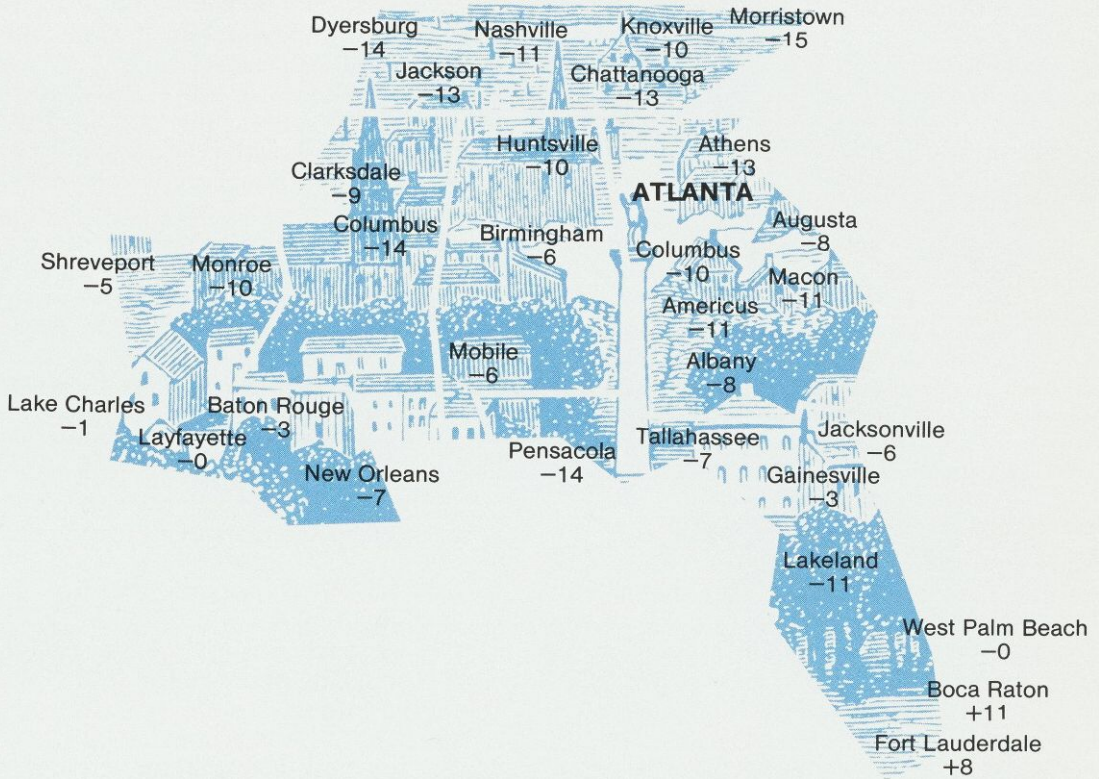 Dyersburg
−14
Nashville
−11
Knoxville
−10
Morristown
−15
Jackson
−13
Chattanooga
−13
Huntsville
−10
Athens
−13
Clarksdale
−9
ATLANTA
Columbus
−14
Birmingham
−6
Augusta
−8
Columbus
−10
Shreveport
−5
Monroe
−10
Macon
−11
Americus
−11
Mobile
−6
Albany
−8
Lake Charles
−1
Baton Rouge
−3
Layfayette
−0
New Orleans
−7
Pensacola
−14
Tallahassee
−7
Jacksonville
−6
Gainesville
−3
Lakeland
−11
West Palm Beach
−0
Boca Raton
+11
Fort Lauderdale
+8